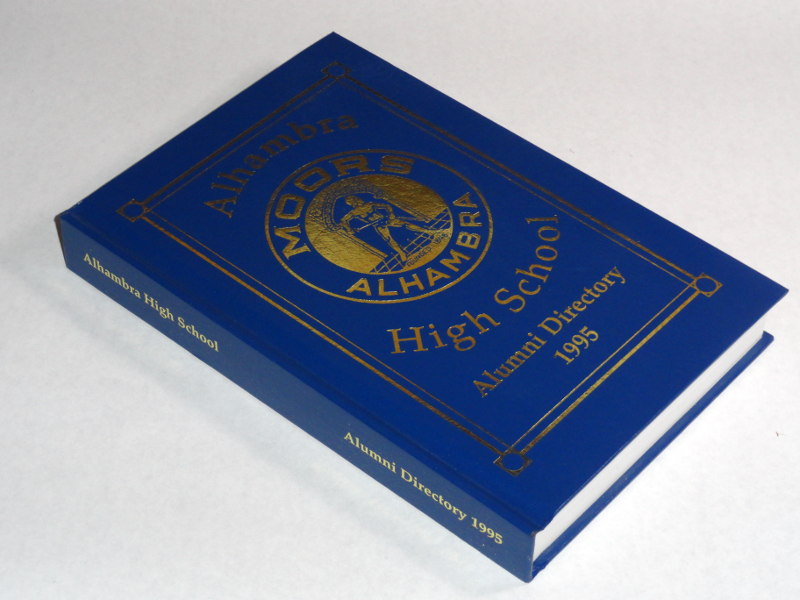 Alhambra
MOORS
ALHAMBRA
High School
Alumni Directory
1995
Alhambra High School
Alumni Directory 1995